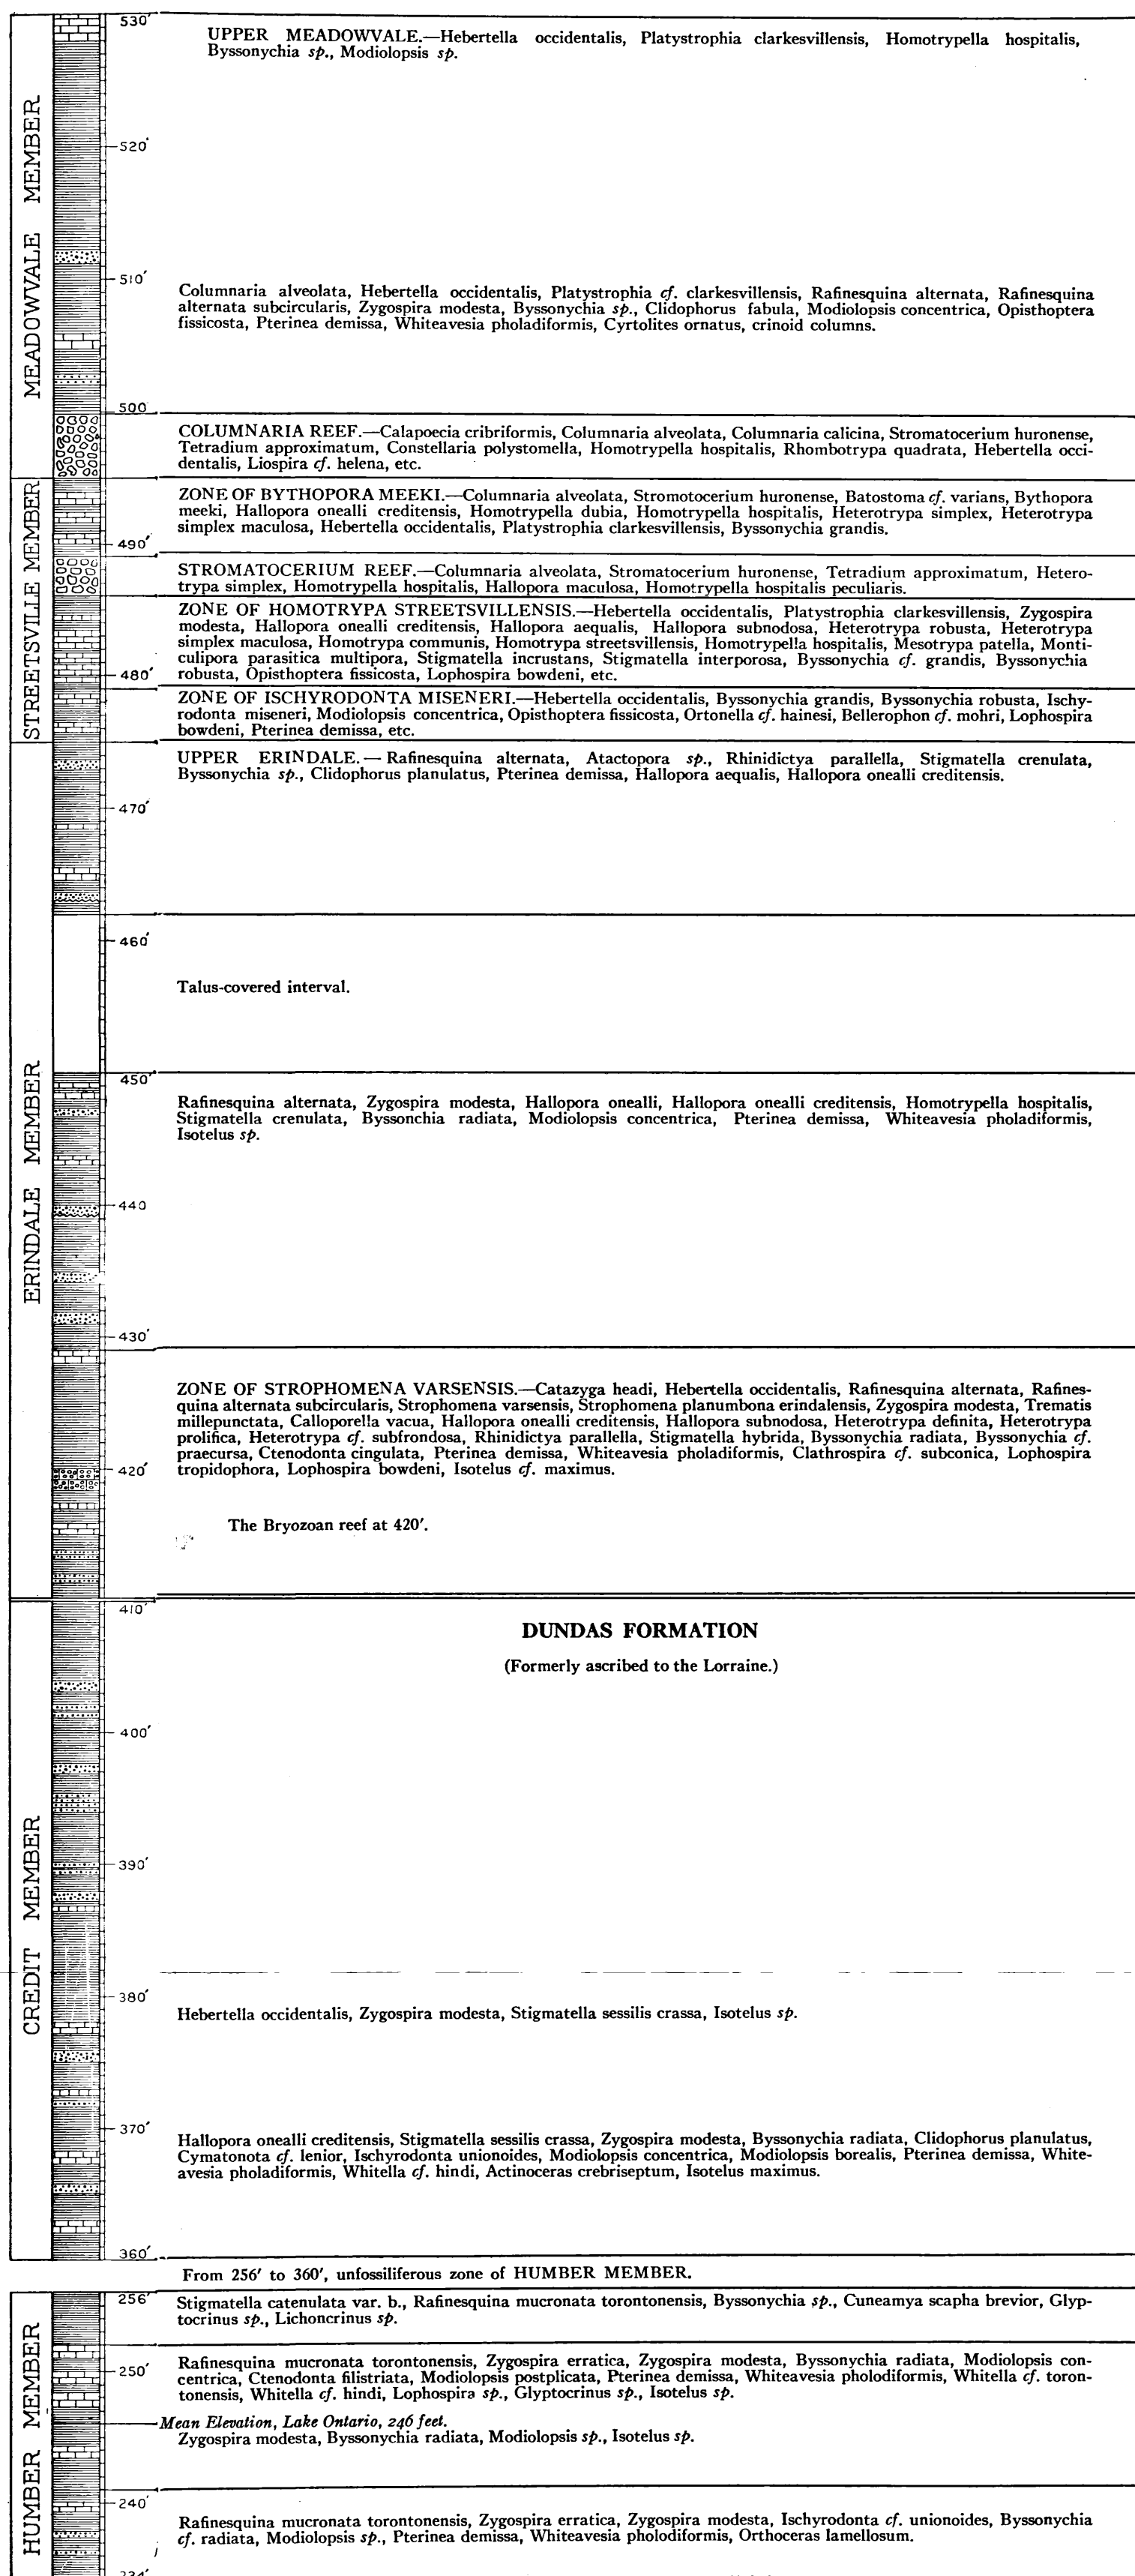 530′
UPPER MEADOWVALE.—Hebertella occidentalis, Platystrophia clarkesvillensis, Homotrypella hospitalis,
Byssonychia sp., Modiolopsis sp.
MEADOWVALE MEMBER
520′
510′
Columnaria alveolata, Hebertella occidentalis, Platystrophia cf. clarkesvillensis, Rafinesquina alternata, Rafinesquina
alternata subcircularis, Zygospira modesta, Byssonychia sp., Clidophorus fabula, Modiolopsis concentrica, Opisthoptera
fissicosta, Pterinea demissa, Whiteavesia pholadiformis, Cyrtolites ornatus, crinoid columns.
500′
COLUMNARIA REEF.—Calapoecia cribriformis, Columnaria alveolata, Columnaria calicina, Stromatocerium huronense,
Tetradium approximatum, Constellaria polystomella, Homotrypella hospitalis, Rhombotrypa quadrata, Hebertella occi-
dentalis, Liospira cf. helena, etc.
STREETSVILLE MEMBER
ZONE OF BYTHOPORA MEEKI.—Columnaria alveolata, Stromotocerium huronense, Batostoma cf. varians, Bythopora
meeki, Hallopora onealli creditensis, Homotrypella dubia, Homotrypella hospitalis, Heterotrypa simplex, Heterotrypa
simplex maculosa, Hebertella occidentalis, Platystrophia clarkesvillensis, Byssonychia grandis.
490′
STROMATOCERIUM REEF.—Columnaria alveolata, Stromatocerium huronense, Tetradium approximatum, Hetero-
trypa simplex, Homotrypella hospitalis, Hallopora maculosa, Homotrypella hospitalis peculiaris.
ZONE OF HOMOTRYPA STREETSVILLENSIS.—Hebertella occidentalis, Platystrophia clarkesvillensis, Zygospira
modesta, Hallopora onealli creditensis, Hallopora aequalis, Hallopora subnodosa, Heterotrypa robusta, Heterotrypa
simplex maculosa, Homotrypa communis, Homotrypa streetsvillensis, Homotrypella hospitalis, Mesotrypa patella, Monti-
culipora parasitica multipora, Stigmatella incrustans, Stigmatella interporosa, Byssonychia cf. grandis, Byssonychia
robusta, Opisthoptera fissicosta, Lophospira bowdeni, etc.
480′
ZONE OF ISCHYRODONTA MISENERI.—Hebertella occidentalis, Byssonychia grandis, Byssonychia robusta, Ischy-
rodonta miseneri, Modiolopsis concentrica, Opisthoptera fissicosta, Ortonella cf. hainesi, Bellerophon cf. mohri, Lophospira
bowdeni, Pterinea demissa, etc.
UPPER ERINDALE.—Rafinesquina alternata, Atactopora sp., Rhinidictya parallella, Stigmatella crenulata,
Byssonychia sp., Clidophorus planulatus, Pterinea demissa, Hallopora aequalis, Hallopora onealli creditensis.
470′
460′
Talus-covered interval.
ERINDALE MEMBER
450′
Rafinesquina alternata, Zygospira modesta, Hallopora onealli, Hallopora onealli creditensis, Homotrypella hospitalis,
Stigmatella crenulata, Byssonchia radiata, Modiolopsis concentrica, Pterinea demissa, Whiteavesia pholadiformis,
Isotelus sp.
440
430′
ZONE OF STROPHOMENA VARSENSIS.—Catazyga headi, Hebertella occidentalis, Rafinesquina alternata, Rafines-
quina alternata subcircularis, Strophomena varsensis, Strophomena planumbona erindalensis, Zygospira modesta, Trematis
millepunctata, Calloporella vacua, Hallopora onealli creditensis, Hallopora subnodosa, Heterotrypa definita, Heterotrypa
prolifica, Heterotrypa cf. subfrondosa, Rhinidictya parallella, Stigmatella hybrida, Byssonychia radiata, Byssonychia cf.
praecursa, Ctenodonta cingulata, Pterinea demissa, Whiteavesia pholadiformis, Clathrospira cf. subconica, Lophospira
tropidophora, Lophospira bowdeni, Isotelus cf. maximus.
420′
The Bryozoan reef at 420′.
410′
DUNDAS FORMATION
(Formerly ascribed to the Lorraine.)
400′
CREDIT MEMBER
390′
380′
Hebertella occidentalis, Zygospira modesta, Stigmatella sessilis crassa, Isotelus sp.
370′
Hallopora onealli creditensis, Stigmatella sessilis crassa, Zygospira modesta, Byssonychia radiata, Clidophorus planulatus,
Cymatonota cf. lenior, Ischyrodonta unionoides, Modiolopsis concentrica, Modiolopsis borealis, Pterinea demissa, White-
avesia pholadiformis, Whitella cf. hindi, Actinoceras crebriseptum, Isotelus maximus.
360′
From 256′ to 360′, unfossiliferous zone of HUMBER MEMBER.
HUMBER MEMBER
256′
Stigmatella catenulata var. b., Rafinesquina mucronata torontonensis, Byssonychia sp., Cuneamya scapha brevior, Glyp-
tocrinus sp., Lichoncrinus sp.
250′
Rafinesquina mucronata torontonensis, Zygospira erratica, Zygospira modesta, Byssonychia radiata, Modiolopsis con-
centrica, Ctenodonta filistriata, Modiolopsis postplicata, Pterinea demissa, Whiteavesia pholodiformis, Whitella cf. toron-
tonensis, Whitella cf. hindi, Lophospira sp., Glyptocrinus sp., Isotelus sp.
Mean Elevation, Lake Ontario, 246 feet.
Zygospira modesta, Byssonychia radiata, Modiolopsis sp., Isotelus sp.
240′
Rafinesquina mucronata torontonensis, Zygospira erratica, Zygospira modesta, Ischyrodonta cf. unionoides, Byssonychia
cf. radiata, Modiolopsis sp., Pterinea demissa, Whiteavesia pholodiformis, Orthoceras lamellosum.